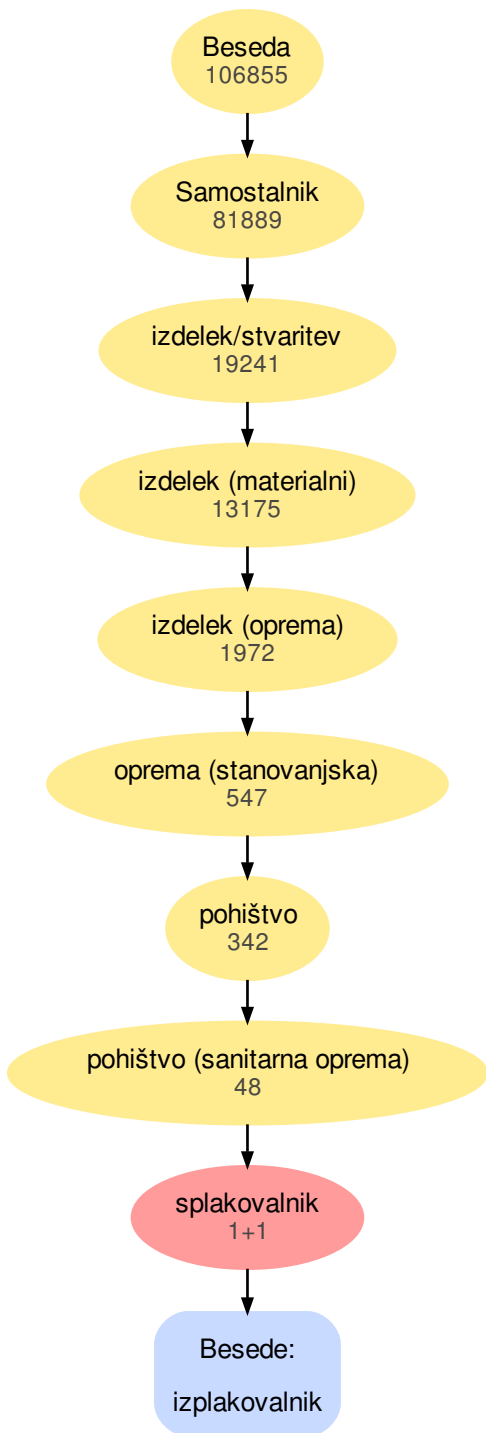 Beseda
106855
Samostalnik
81889
izdelek/stvaritev
19241
izdelek (materialni)
13175
izdelek (oprema)
1972
oprema (stanovanjska)
547
pohištvo
342
pohištvo (sanitarna oprema)
48
splakovalnik
1+1
Besede:
izplakovalnik